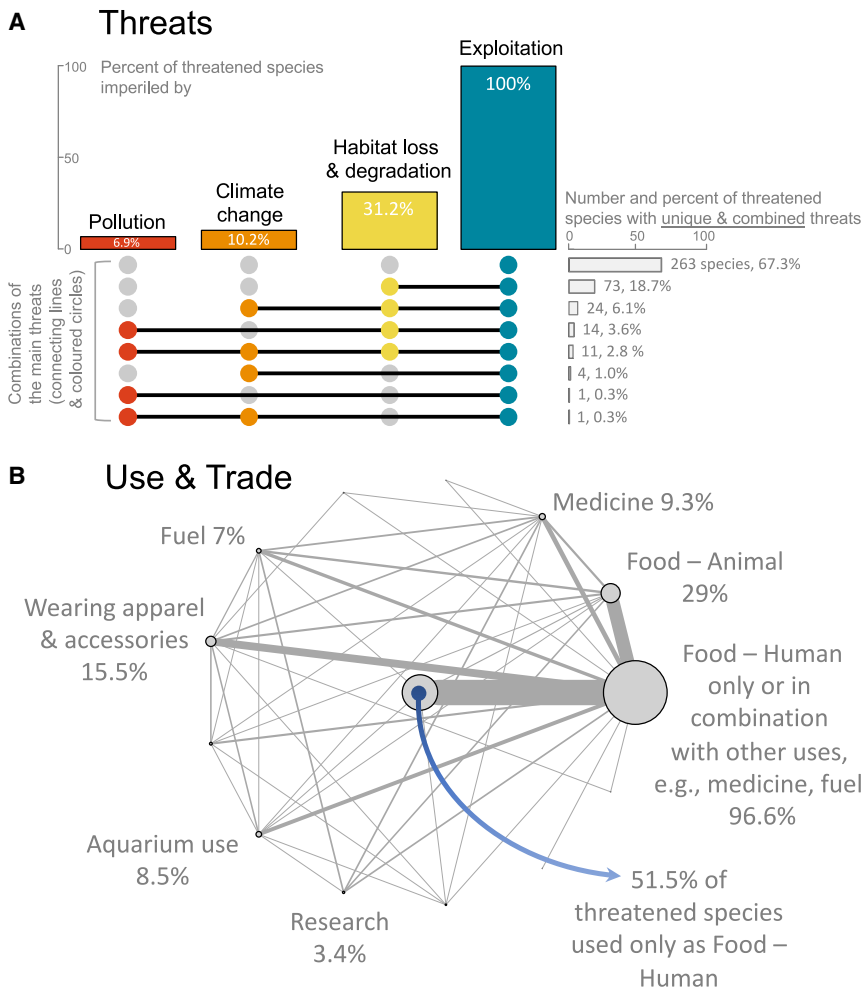 A
Threats
Exploitation
100
Percent of threatened species
imperiled by
100%
Habitat loss
& degradation
50
Climate
change
31.2%
Number and percent of threatened
species with unique & combined threats
Pollution
6.9%
10.2%
0
0 50 100
Combinations of
the main threats
(connecting lines
& coloured circles)
263 species, 67.3%
73, 18.7%
24, 6.1%
14, 3.6%
11, 2.8 %
4, 1.0%
1, 0.3%
1, 0.3%
B
Use & Trade
Medicine 9.3%
Fuel 7%
Food – Animal
29%
Wearing apparel
& accessories
15.5%
Food – Human
only or in
combination
with other uses,
e.g., medicine, fuel
96.6%
Aquarium use
8.5%
51.5% of
threatened species
used only as Food –
Human
Research
3.4%